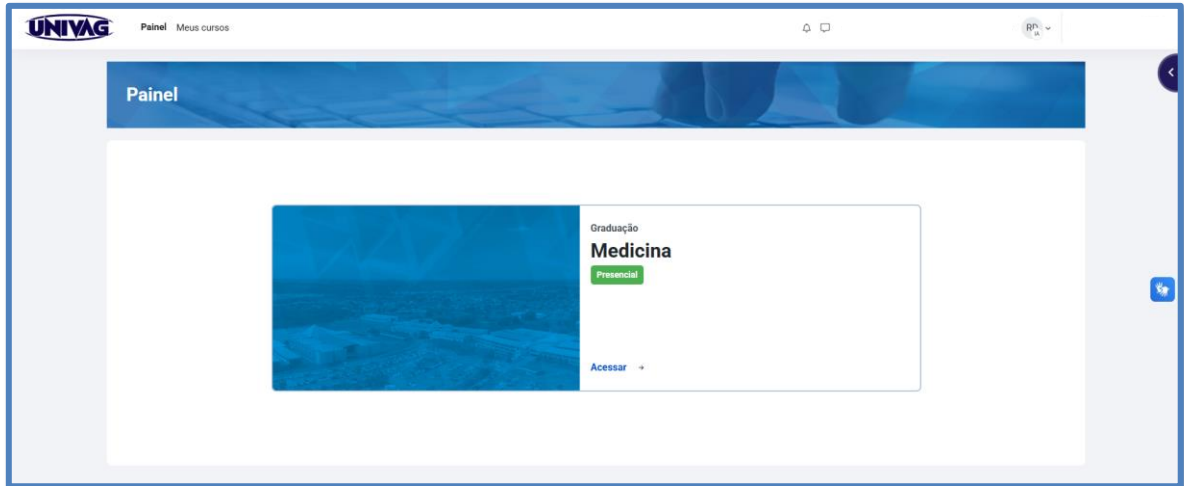 UNIVAG
Painel Meus cursos
Painel
Graduação
Medicina
Presencial
Acessar